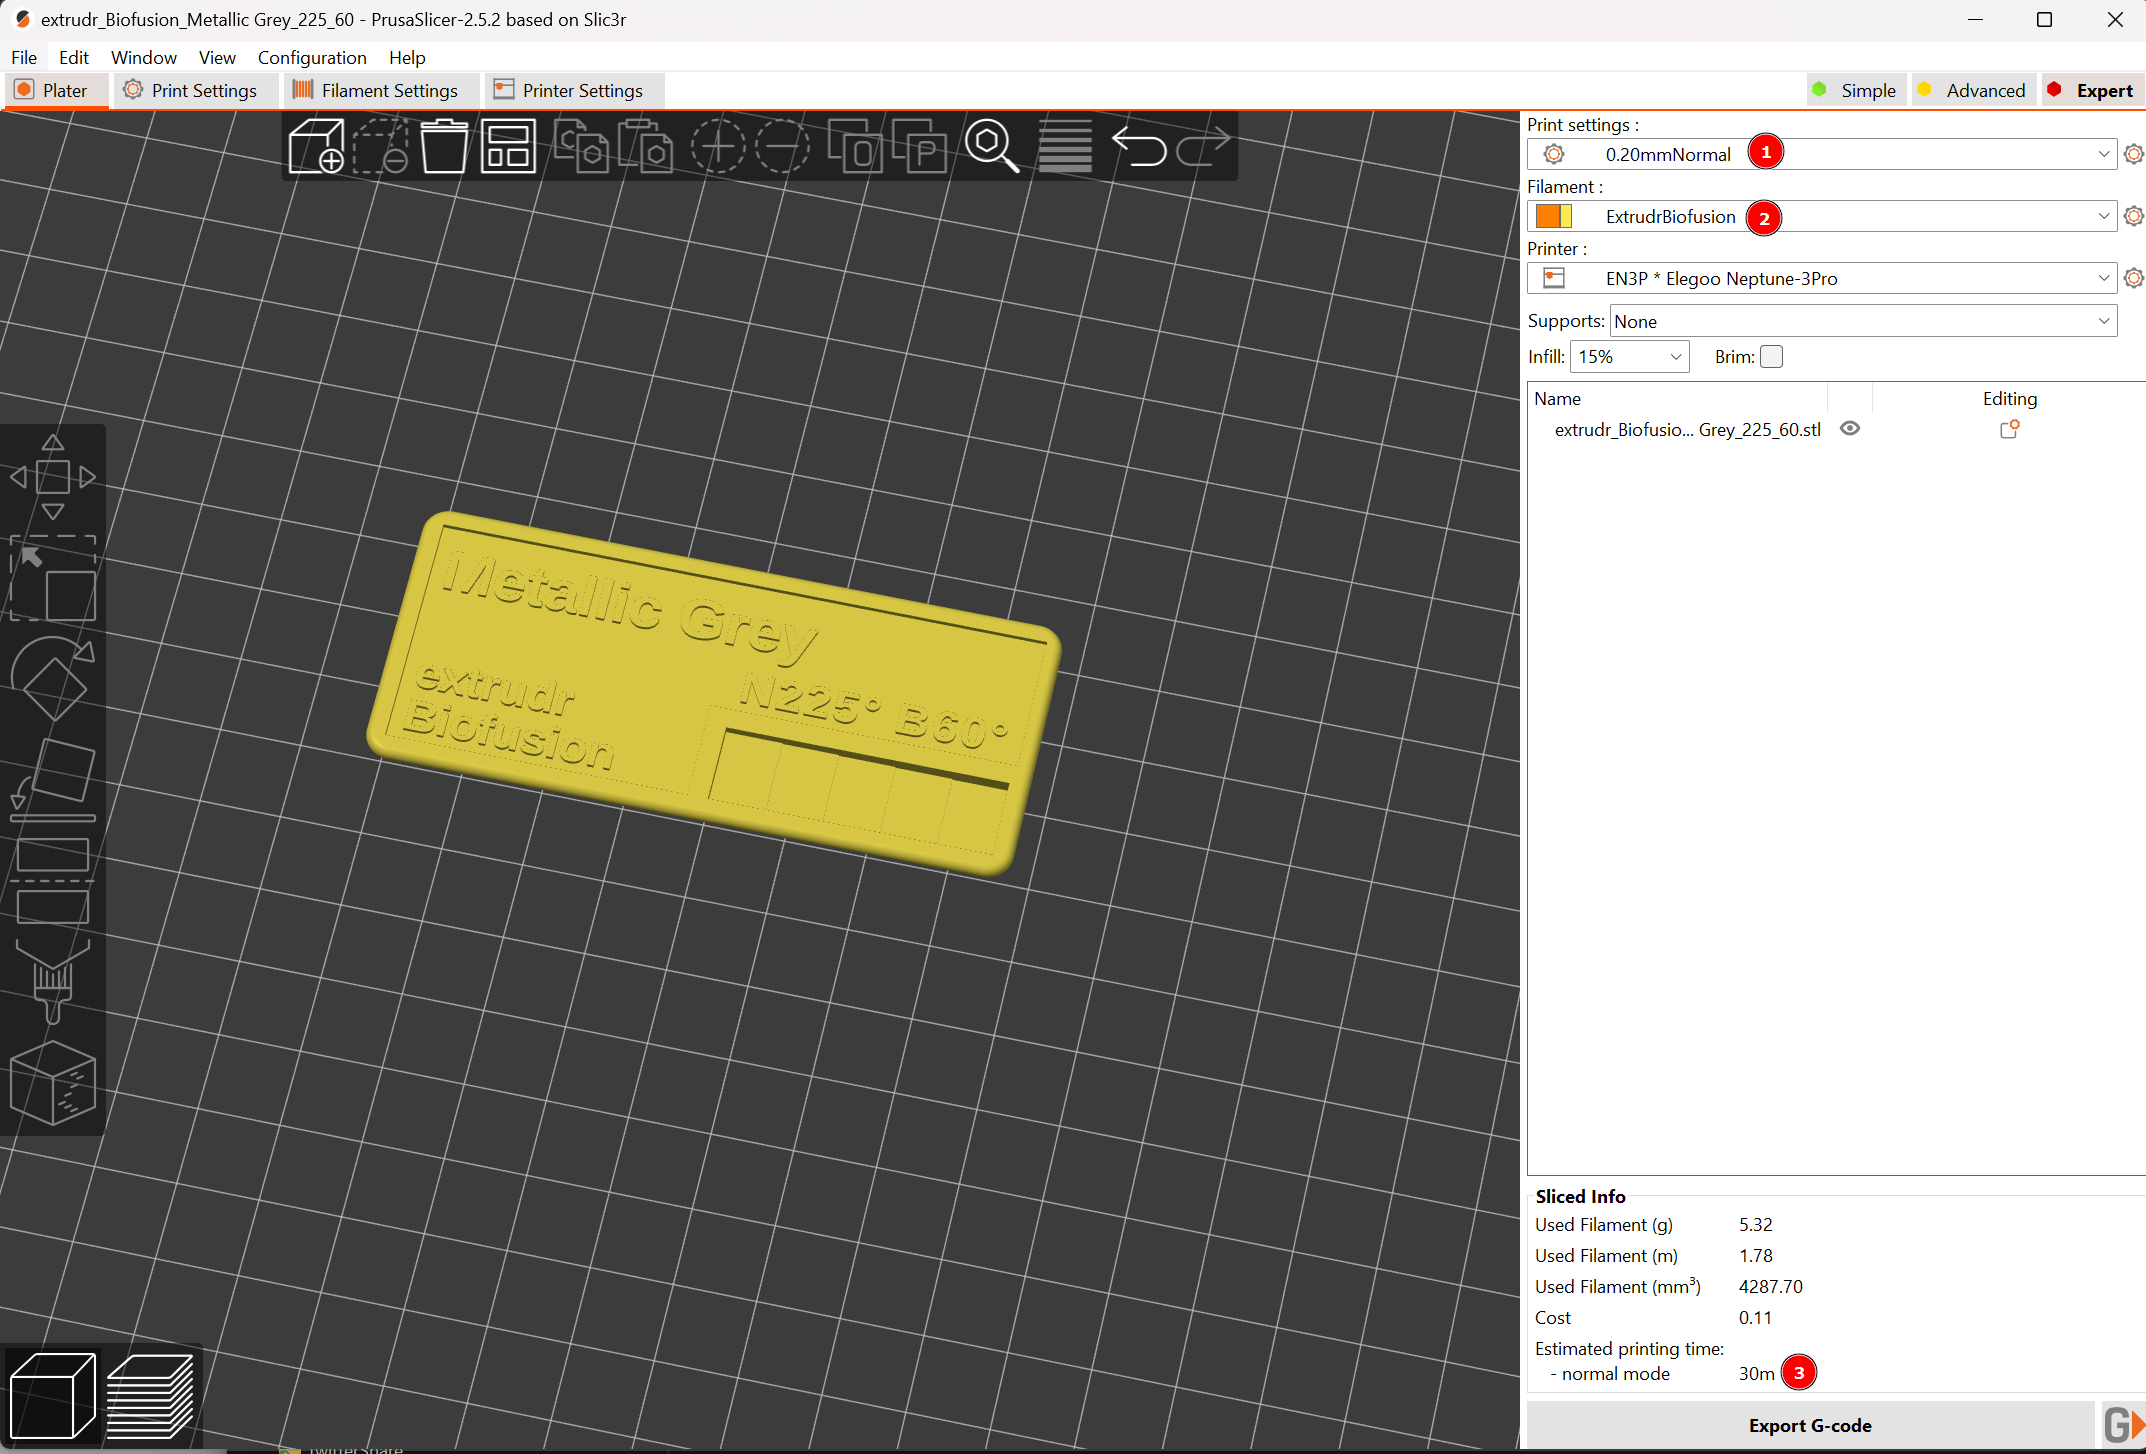 extrudr_Biofusion_Metallic Grey_225_60 - PrusaSlicer-2.5.2 based on Slic3r
File Edit Window View Configuration Help
Plater Print Settings Filament Settings Printer Settings Simple Advanced Expert
Print settings :
0.20mmNormal 1
Filament :
ExtrudrBiofusion 2
Printer :
EN3P * Elegoo Neptune-3Pro
Supports: None
Infill: 15% Brim:
Name Editing
extrudr_Biofusio... Grey_225_60.stl
Metallic Grey
extrudr
Biofusion
N225° B60°
Sliced Info
Used Filament (g) 5.32
Used Filament (m) 1.78
Used Filament (mm³) 4287.70
Cost 0.11
Estimated printing time:
- normal mode 30m 3
Export G-code
G